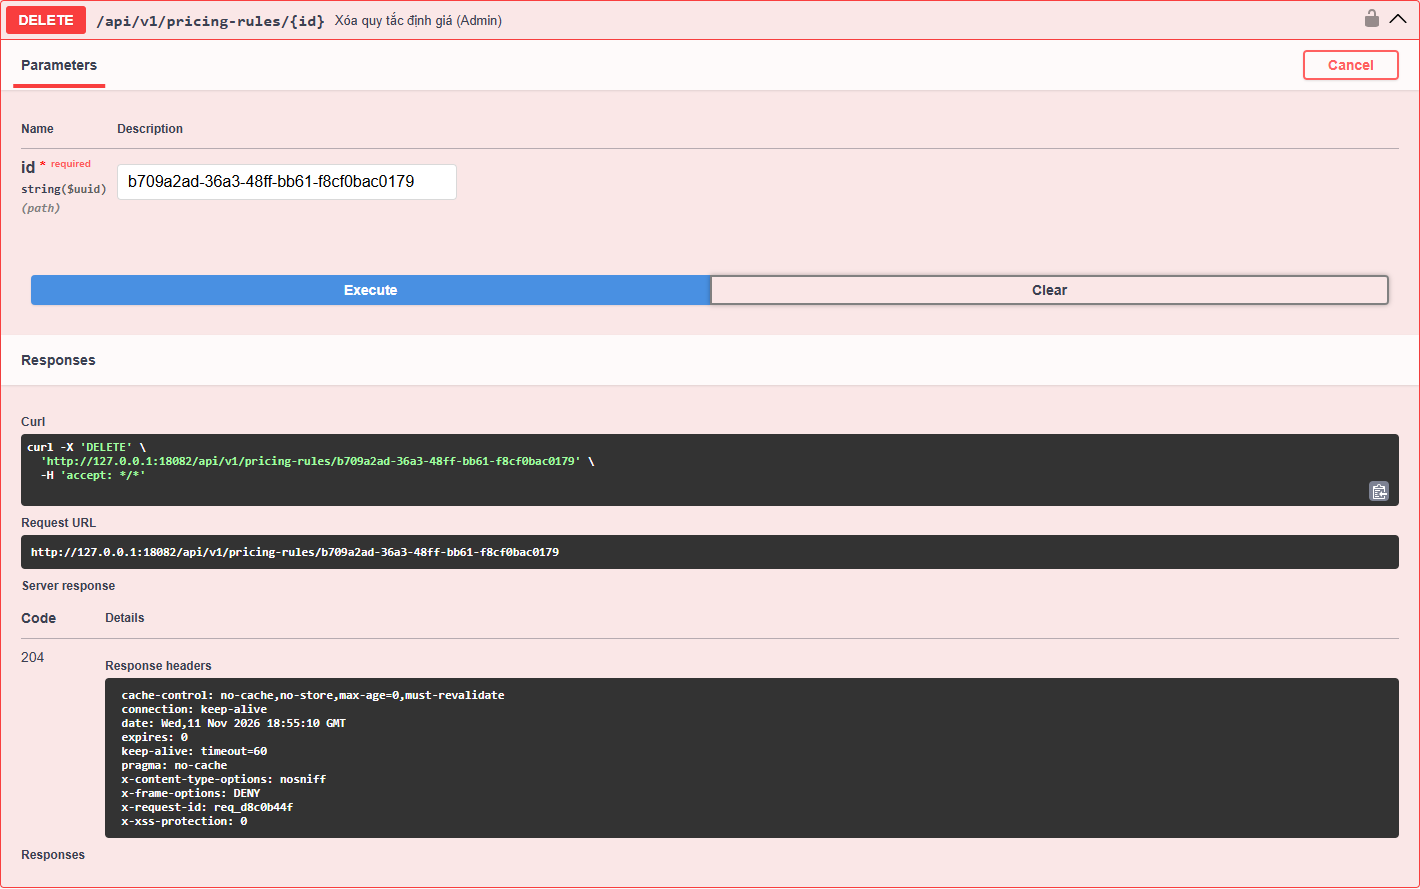 DELETE /api/v1/pricing-rules/{id} Xóa quy tắc định giá (Admin)
Parameters
Cancel
Name Description
id * required
string($uuid)
(path)
b709a2ad-36a3-48ff-bb61-f8cf0bac0179
Execute
Clear
Responses
Curl
curl -X 'DELETE' \
'http://127.0.0.1:18082/api/v1/pricing-rules/b709a2ad-36a3-48ff-bb61-f8cf0bac0179' \
-H 'accept: */*'
Request URL
http://127.0.0.1:18082/api/v1/pricing-rules/b709a2ad-36a3-48ff-bb61-f8cf0bac0179
Server response
Code Details
204
Response headers
cache-control: no-cache,no-store,max-age=0,must-revalidate
connection: keep-alive
date: Wed,11 Nov 2026 18:55:10 GMT
expires: 0
keep-alive: timeout=60
pragma: no-cache
x-content-type-options: nosniff
x-frame-options: DENY
x-request-id: req_d8c0b44f
x-xss-protection: 0
Responses